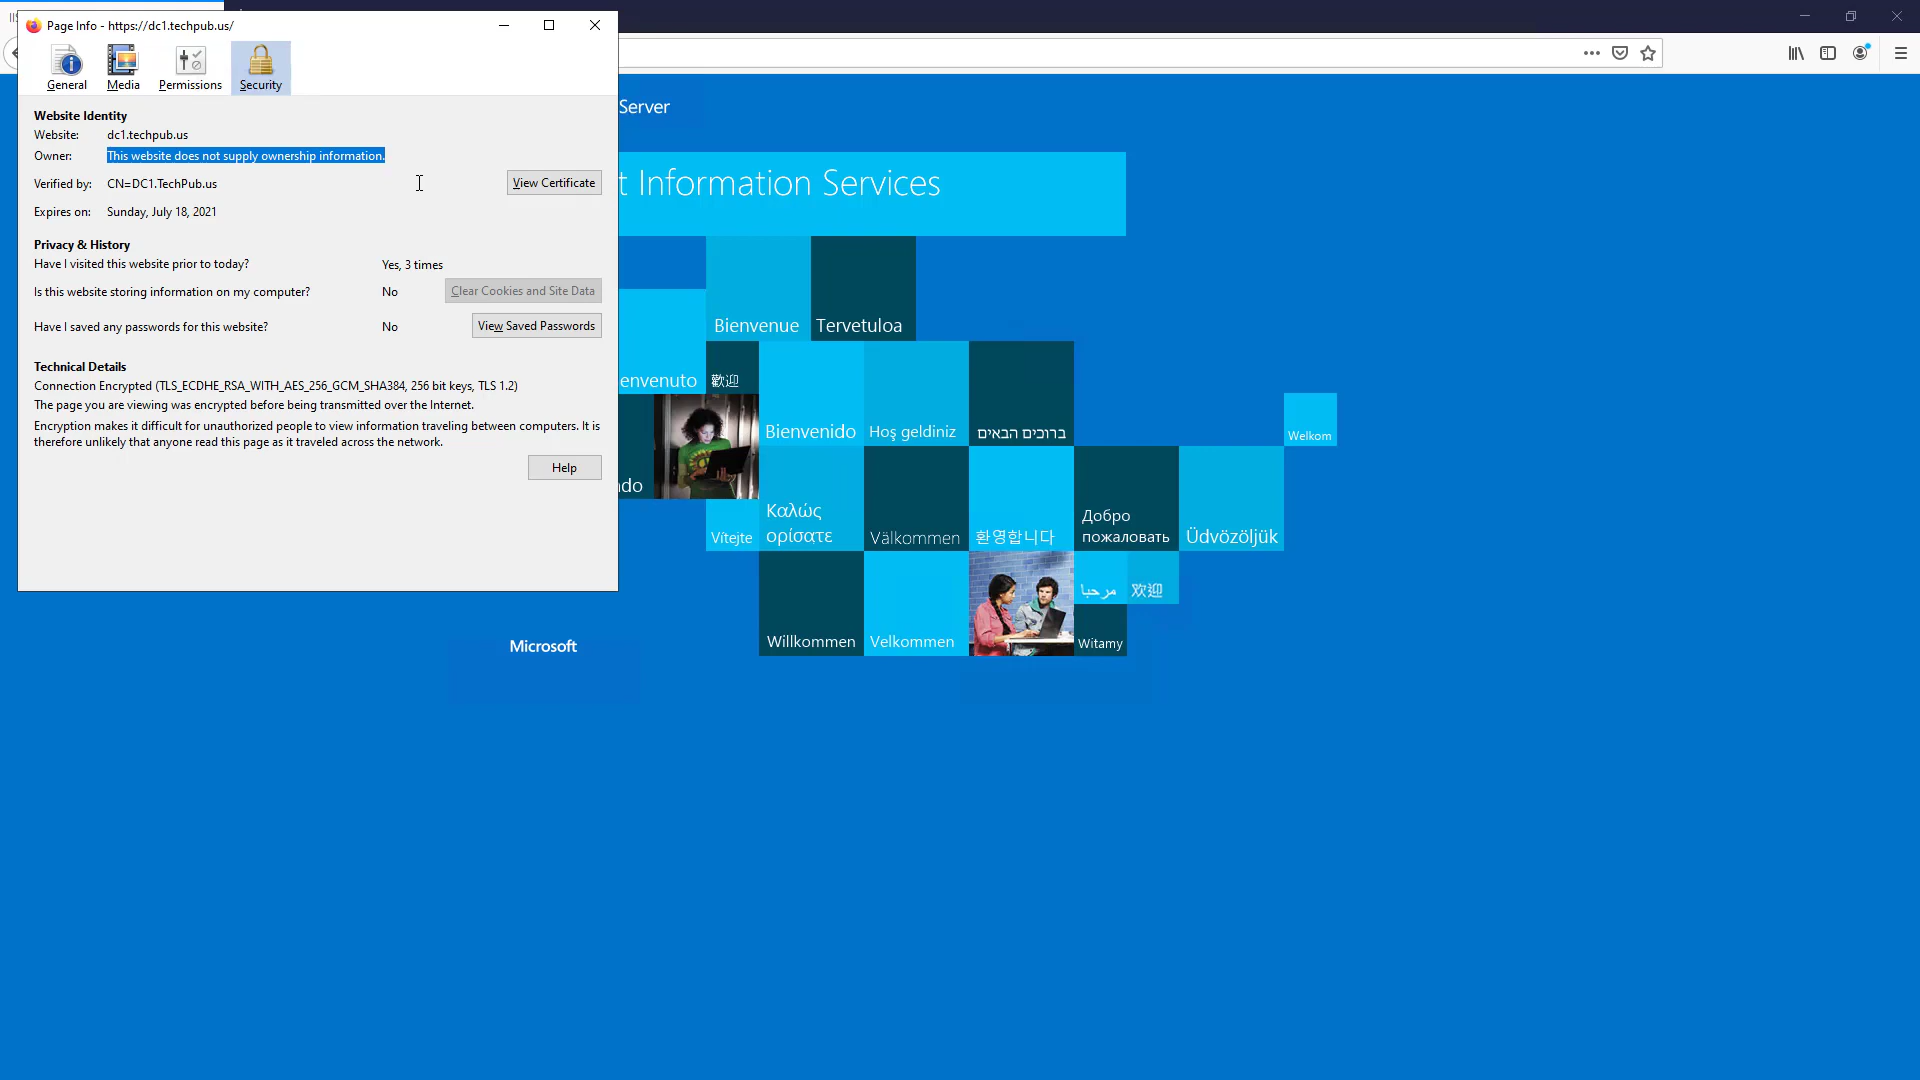 Page Info - https://dc1.techpub.us/
General
Media
Permissions
Security
Website Identity
Website: dc1.techpub.us
Owner: This website does not supply ownership information.
Verified by: CN=DC1.TechPub.us
View Certificate
Expires on: Sunday, July 18, 2021
Privacy & History
Have I visited this website prior to today? Yes, 3 times
Is this website storing information on my computer? No
Clear Cookies and Site Data
Have I saved any passwords for this website? No
View Saved Passwords
Technical Details
Connection Encrypted (TLS_ECDHE_RSA_WITH_AES_256_GCM_SHA384, 256 bit keys, TLS 1.2)
The page you are viewing was encrypted before being transmitted over the Internet.
Encryption makes it difficult for unauthorized people to view information traveling between computers. It is
therefore unlikely that anyone read this page as it traveled across the network.
Help
Server
t Information Services
Bienvenue
Tervetuloa
envenuto
歡迎
Bienvenido
Hoş geldiniz
ברוכים הבאים
Welkom
ndo
Vítejte
Καλώς
ορίσατε
Välkommen
환영합니다
Добро
пожаловать
Üdvözöljük
مرحبا
欢迎
Willkommen
Velkommen
Witamy
Microsoft